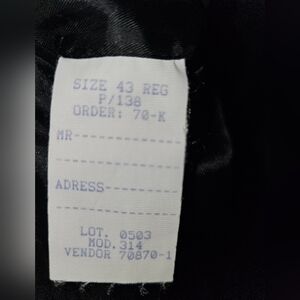 SIZE 43 REG
P/138
ORDER: 70-K
MR-----------
---------------
ADRESS--------
---------------
LOT. 0503
MOD. 314
VENDOR 70870-1